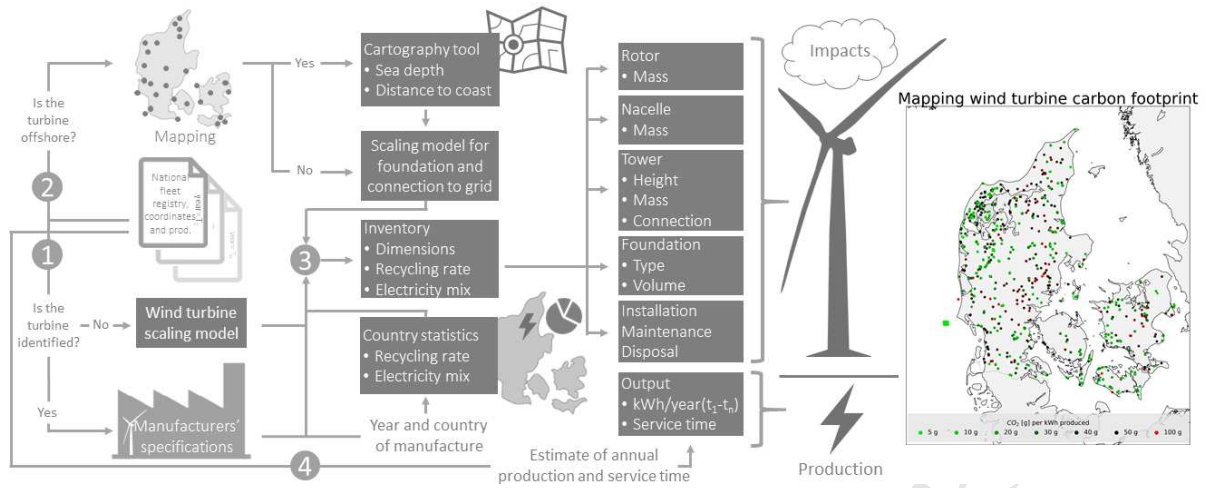 Is the
turbine
offshore?
Mapping
Yes
No
Cartography tool
• Sea depth
• Distance to coast
Scaling model for
foundation and
connection to grid
2
National
fleet
registry,
coordinates
and prod.
1
3
Inventory
• Dimensions
• Recycling rate
• Electricity mix
Is the
turbine
identified?
No
Wind turbine
scaling model
Country statistics
• Recycling rate
• Electricity mix
Yes
Manufacturers'
specifications
Year and country
of manufacture
4
Estimate of annual
production and service time
Rotor
• Mass
Nacelle
• Mass
Tower
• Height
• Mass
• Connection
Foundation
• Type
• Volume
Installation
Maintenance
Disposal
Output
• kWh/year(t₁-tₙ)
• Service time
Impacts
Production
Mapping wind turbine carbon footprint
CO₂ [g] per kWh produced
5 g 10 g 20 g 30 g 40 g 50 g 100 g